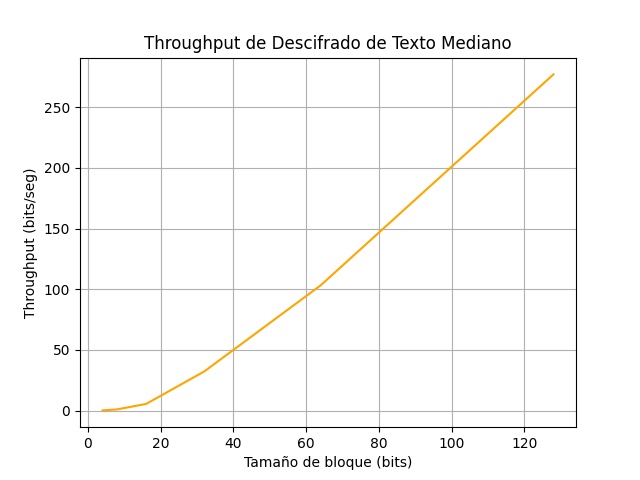 Throughput de Descifrado de Texto Mediano
Throughput (bits/seg)
250
200
150
100
50
0
0 20 40 60 80 100 120
Tamaño de bloque (bits)